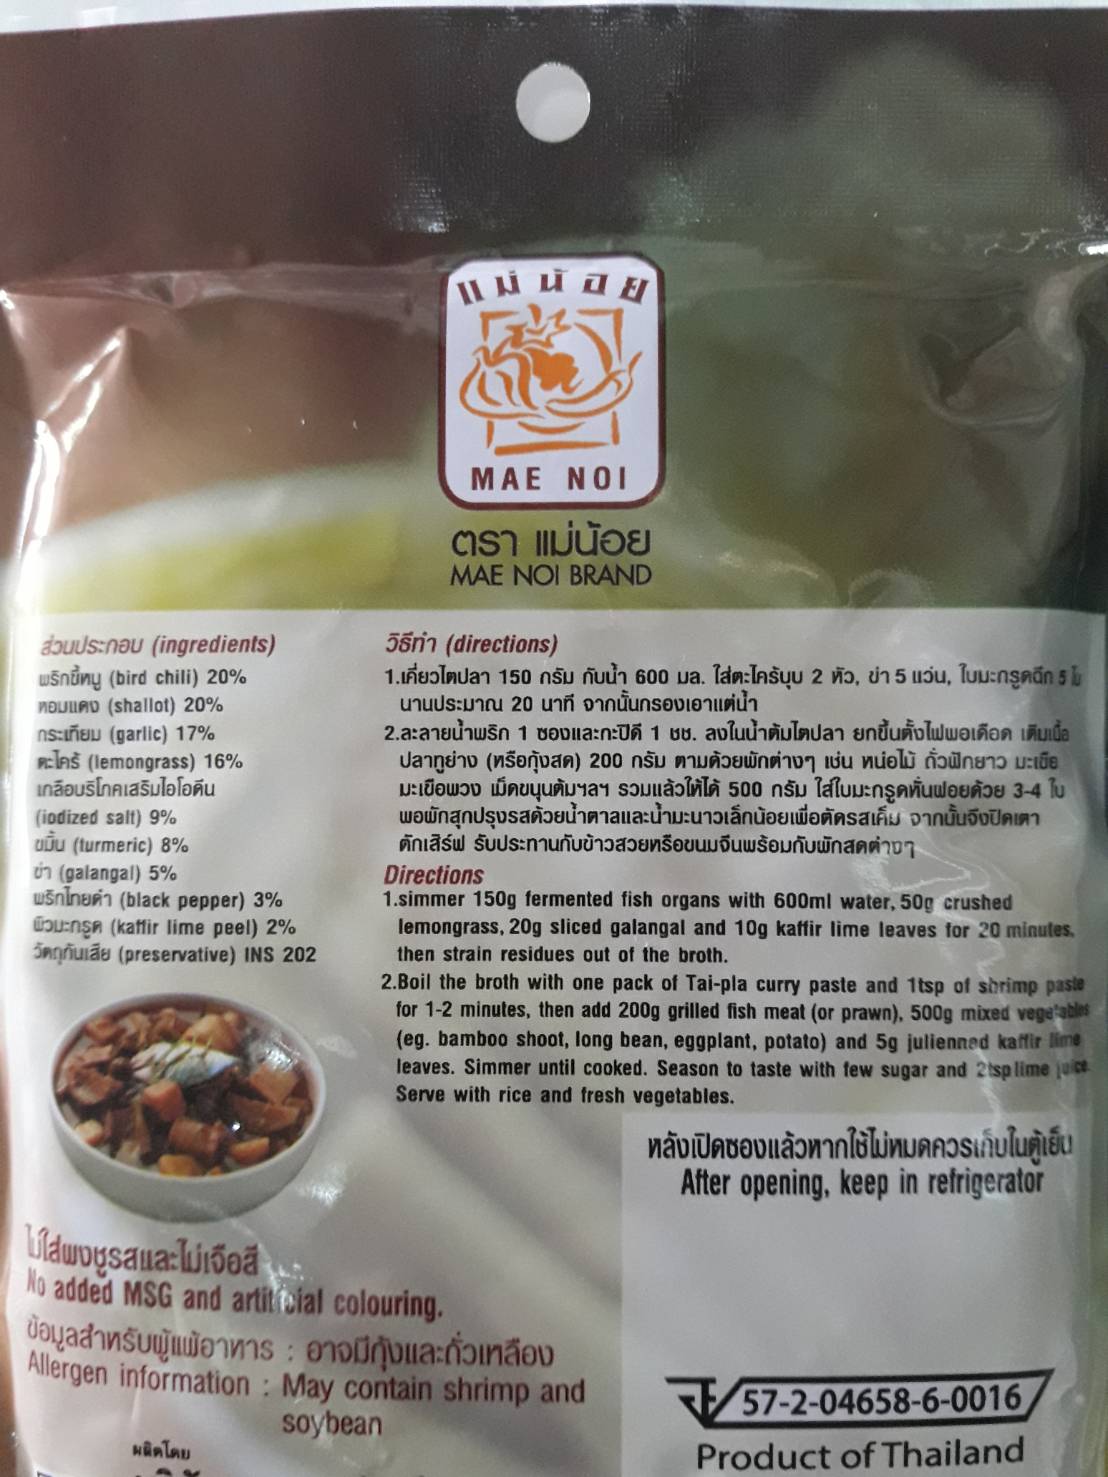 แม่น้อย
MAE NOI
ตรา แม่น้อย
MAE NOI BRAND
ส่วนประกอบ (ingredients)
พริกขี้หนู (bird chili) 20%
หอมแดง (shallot) 20%
กระเทียม (garlic) 17%
ตะไคร้ (lemongrass) 16%
เกลือบริโภคเสริมไอโอดีน
(iodized salt) 9%
ขมิ้น (turmeric) 8%
ข่า (galangal) 5%
พริกไทยดำ (black pepper) 3%
ผิวมะกรูด (kaffir lime peel) 2%
วัตถุกันเสีย (preservative) INS 202
วิธีทำ (directions)
1.เคี่ยวไตปลา 150 กรัม กับน้ำ 600 มล. ใส่ตะไคร้บุบ 2 หัว, ข่า 5 แว่น, ใบมะกรูดฉีก 5 ใบ
นานประมาณ 20 นาที จากนั้นกรองเอาแต่น้ำ
2.ละลายน้ำพริก 1 ซองและกะปิดี 1 ชช. ลงในน้ำต้มไตปลา ยกขึ้นตั้งไฟพอเดือด เติมเนื้อ
ปลาทูย่าง (หรือกุ้งสด) 200 กรัม ตามด้วยผักต่างๆ เช่น หน่อไม้ ถั่วฝักยาว มะเขือ
มะเขือพวง เม็ดขนุนต้มฯลฯ รวมแล้วให้ได้ 500 กรัม ใส่ใบมะกรูดหั่นฝอยด้วย 3-4 ใบ
พอผักสุกปรุงรสด้วยน้ำตาลและน้ำมะนาวเล็กน้อยเพื่อตัดรสเค็ม จากนั้นจึงปิดเตา
ตักเสิร์ฟ รับประทานกับข้าวสวยหรือขนมจีนพร้อมกับผักสดต่างๆ
Directions
1.simmer 150g fermented fish organs with 600ml water, 50g crushed
lemongrass, 20g sliced galangal and 10g kaffir lime leaves for 20 minutes,
then strain residues out of the broth.
2.Boil the broth with one pack of Tai-pla curry paste and 1tsp of shrimp paste
for 1-2 minutes, then add 200g grilled fish meat (or prawn), 500g mixed vegetables
(eg. bamboo shoot, long bean, eggplant, potato) and 5g julienned kaffir lime
leaves. Simmer until cooked. Season to taste with few sugar and 2tsp lime juice.
Serve with rice and fresh vegetables.
หลังเปิดซองแล้วหากใช้ไม่หมดควรเก็บในตู้เย็น
After opening, keep in refrigerator
ไม่ใส่ผงชูรสและไม่เจือสี
No added MSG and artificial colouring.
ข้อมูลสำหรับผู้แพ้อาหาร : อาจมีกุ้งและถั่วเหลือง
Allergen information : May contain shrimp and
soybean
ผลิตโดย
57-2-04658-6-0016
Product of Thailand